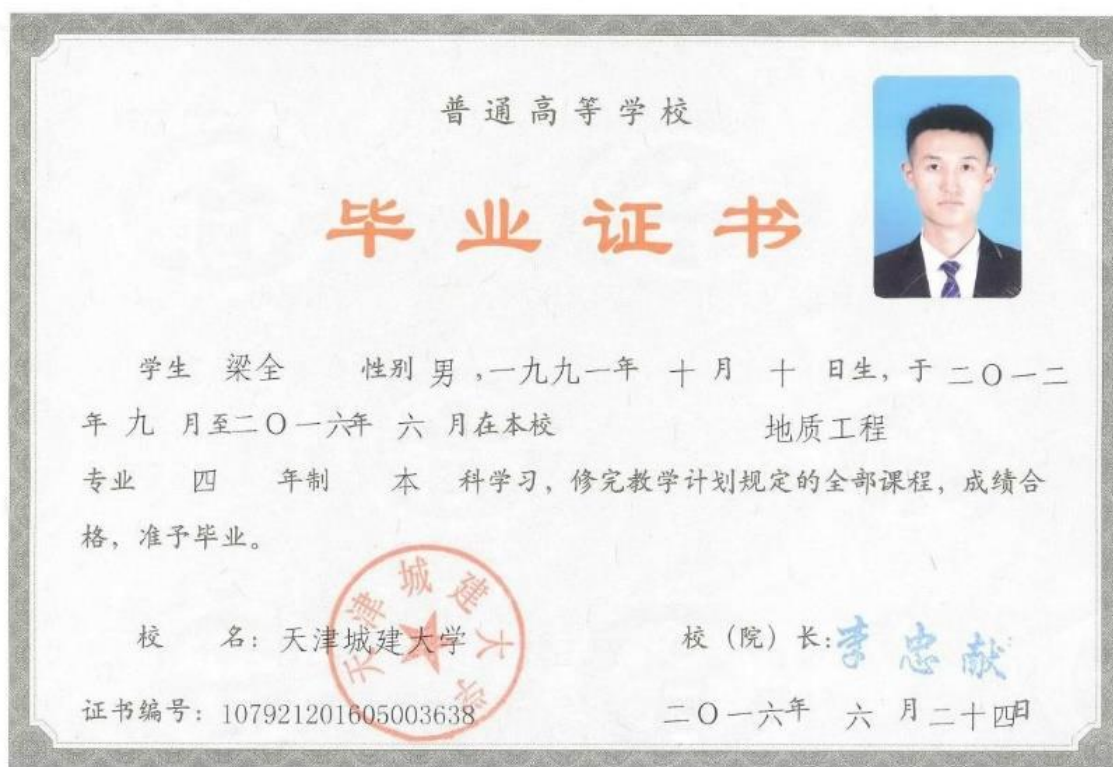 普通高等学校
毕业证书
学生 梁全 性别 男 ,一九九一年 十 月 十 日生，于 二〇一二
年 九 月至二〇一六年 六 月在本校 地质工程
专业 四 年制 本 科学习，修完教学计划规定的全部课程，成绩合
格，准予毕业。
天津城建大学
校 名：天津城建大学 校（院）长：李忠献
证书编号：107921201605003638 二〇一六年 六 月二十四日